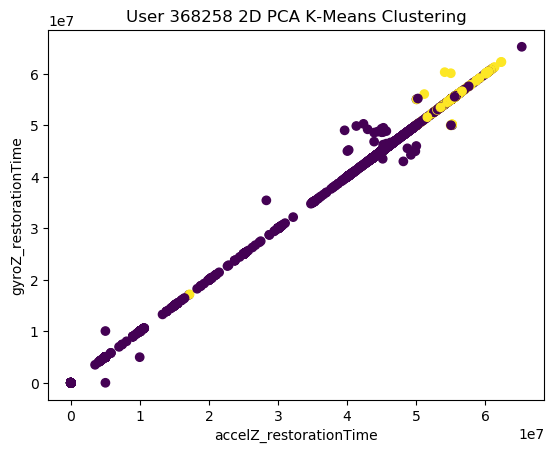 User 368258 2D PCA K-Means Clustering
1e7
6
5
4
3
2
1
0
gyroZ_restorationTime
0 1 2 3 4 5 6
accelZ_restorationTime 1e7